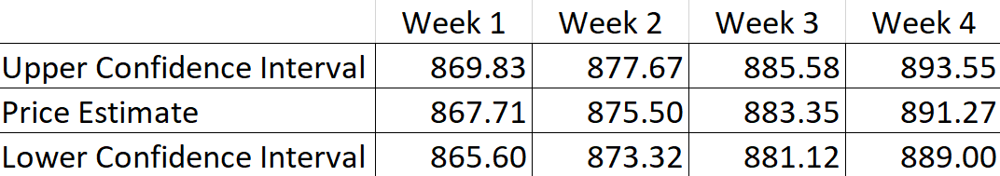 Week 1 Week 2 Week 3 Week 4
Upper Confidence Interval 869.83 877.67 885.58 893.55
Price Estimate 867.71 875.50 883.35 891.27
Lower Confidence Interval 865.60 873.32 881.12 889.00